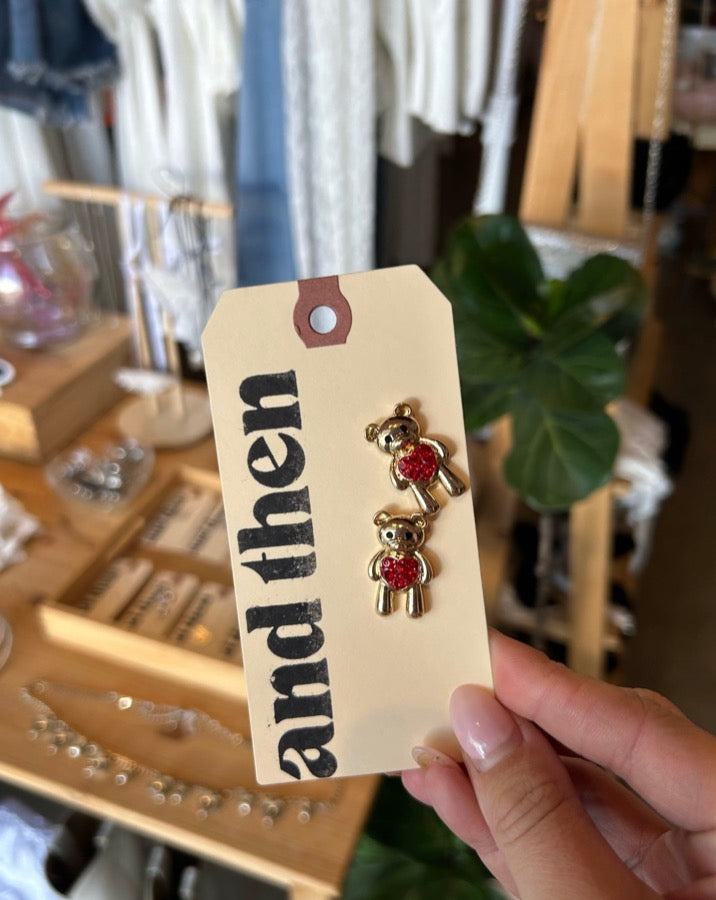 and then